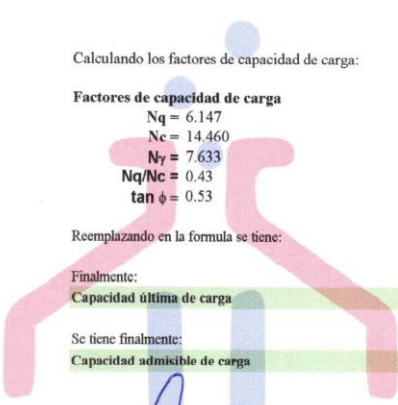 Calculando los factores de capacidad de carga:
Factores de capacidad de carga
Nq = 6.147
Nc = 14.460
Nγ = 7.633
Nq/Nc = 0.43
tan ϕ = 0.53
Reemplazando en la formula se tiene:
Finalmente:
Capacidad última de carga
Se tiene finalmente:
Capacidad admisible de carga